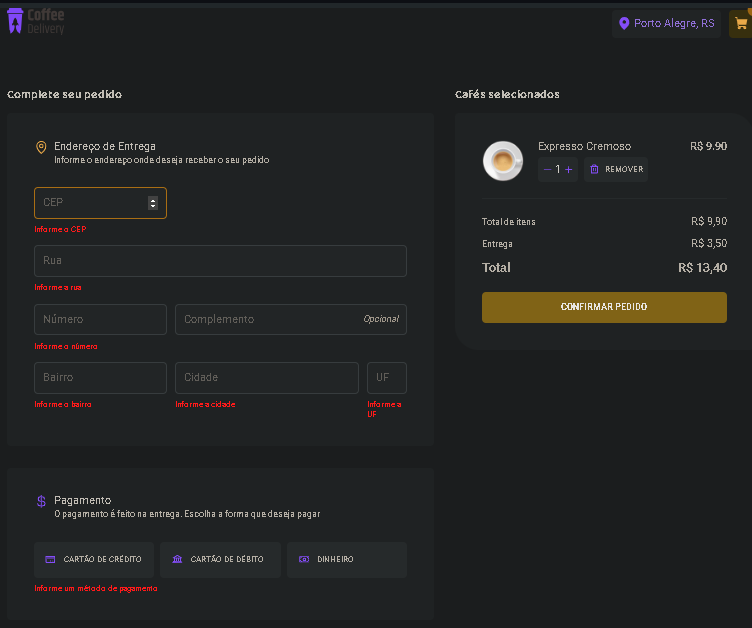 Coffee
Delivery
Porto Alegre, RS
Complete seu pedido
Endereço de Entrega
Informe o endereço onde deseja receber o seu pedido
CEP
Informe o CEP
Rua
Informe a rua
Número
Complemento
Opcional
Informe o número
Bairro
Cidade
UF
Informe o bairro
Informe a cidade
Informe a
UF
Pagamento
O pagamento é feito na entrega. Escolha a forma que deseja pagar
CARTÃO DE CRÉDITO
CARTÃO DE DÉBITO
DINHEIRO
Informe um método de pagamento
Cafés selecionados
Expresso Cremoso
R$ 9.90
1
REMOVER
Total de itens
R$ 9,90
Entrega
R$ 3,50
Total
R$ 13,40
CONFIRMAR PEDIDO